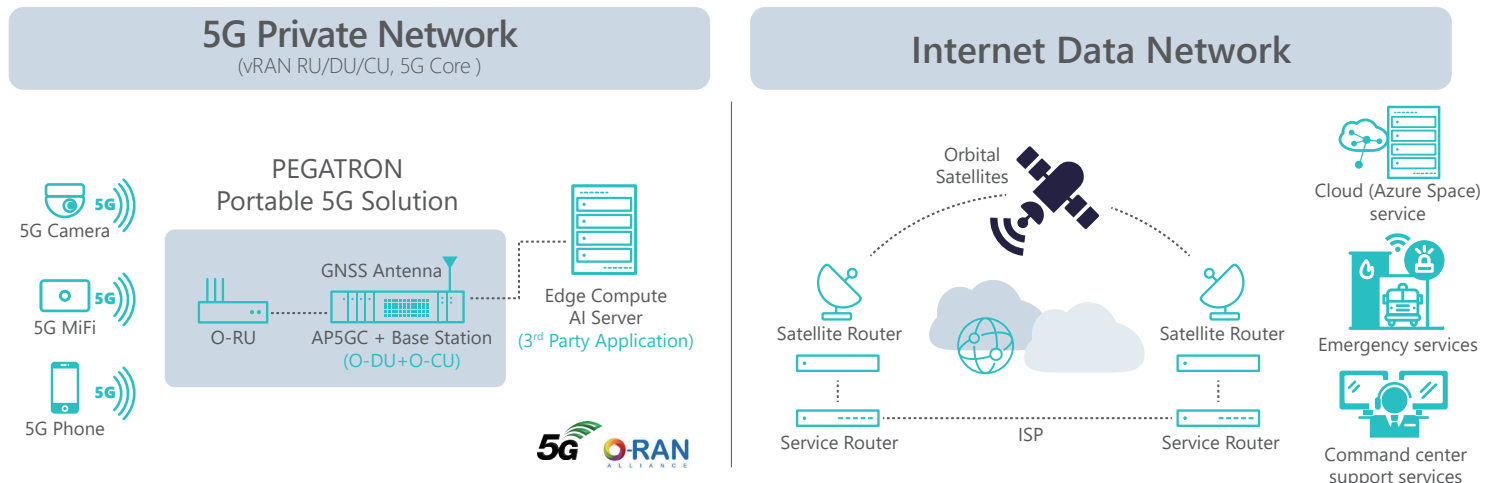 5G Private Network
(vRAN RU/DU/CU, 5G Core )
PEGATRON
Portable 5G Solution
5G
5G Camera
5G
5G MiFi
5G
5G Phone
GNSS Antenna
O-RU
AP5GC + Base Station
(O-DU+O-CU)
Edge Compute
AI Server
(3rd Party Application)
5G
O-RAN
ALLIANCE
Internet Data Network
Orbital
Satellites
Satellite Router
Satellite Router
Service Router
ISP
Service Router
Cloud (Azure Space)
service
Emergency services
Command center
support services